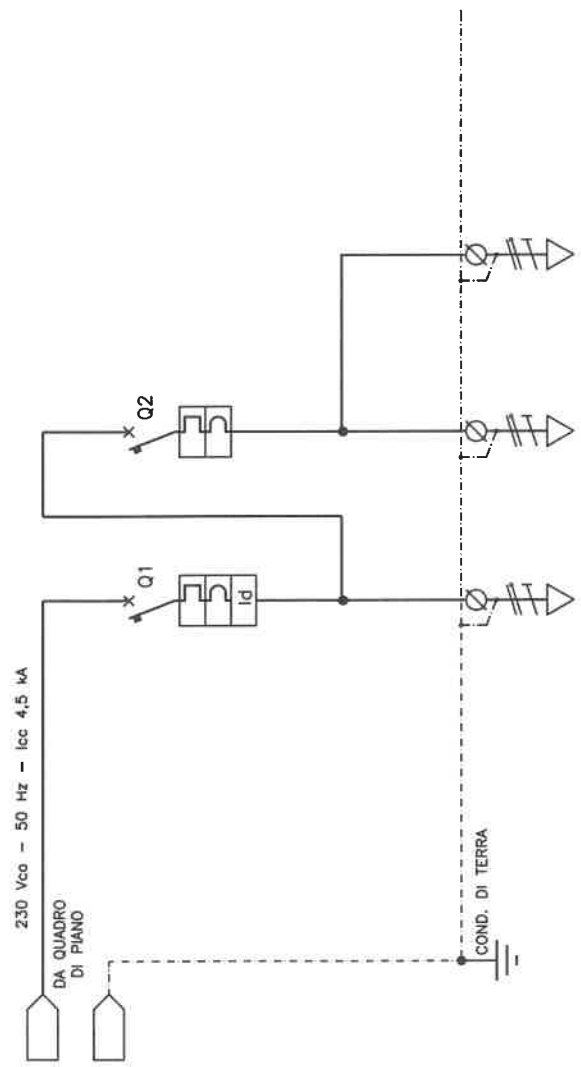 230 Vca - 50 Hz - Icc 4,5 kA
DA QUADRO
DI PIANO
Q1
Id
Q2
COND. DI TERRA